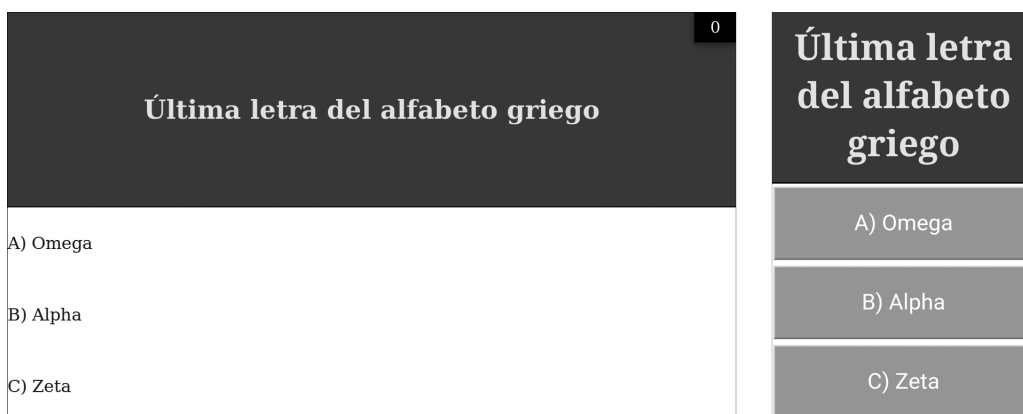 0
Última letra del alfabeto griego
A) Omega
B) Alpha
C) Zeta
Última letra
del alfabeto
griego
A) Omega
B) Alpha
C) Zeta